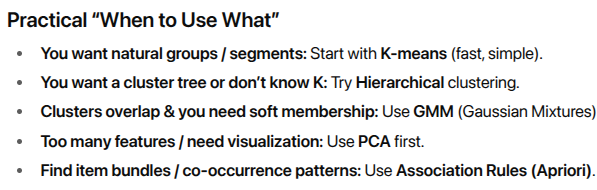 Practical “When to Use What”
• You want natural groups / segments: Start with K-means (fast, simple).
• You want a cluster tree or don’t know K: Try Hierarchical clustering.
• Clusters overlap & you need soft membership: Use GMM (Gaussian Mixtures)
• Too many features / need visualization: Use PCA first.
• Find item bundles / co-occurrence patterns: Use Association Rules (Apriori).